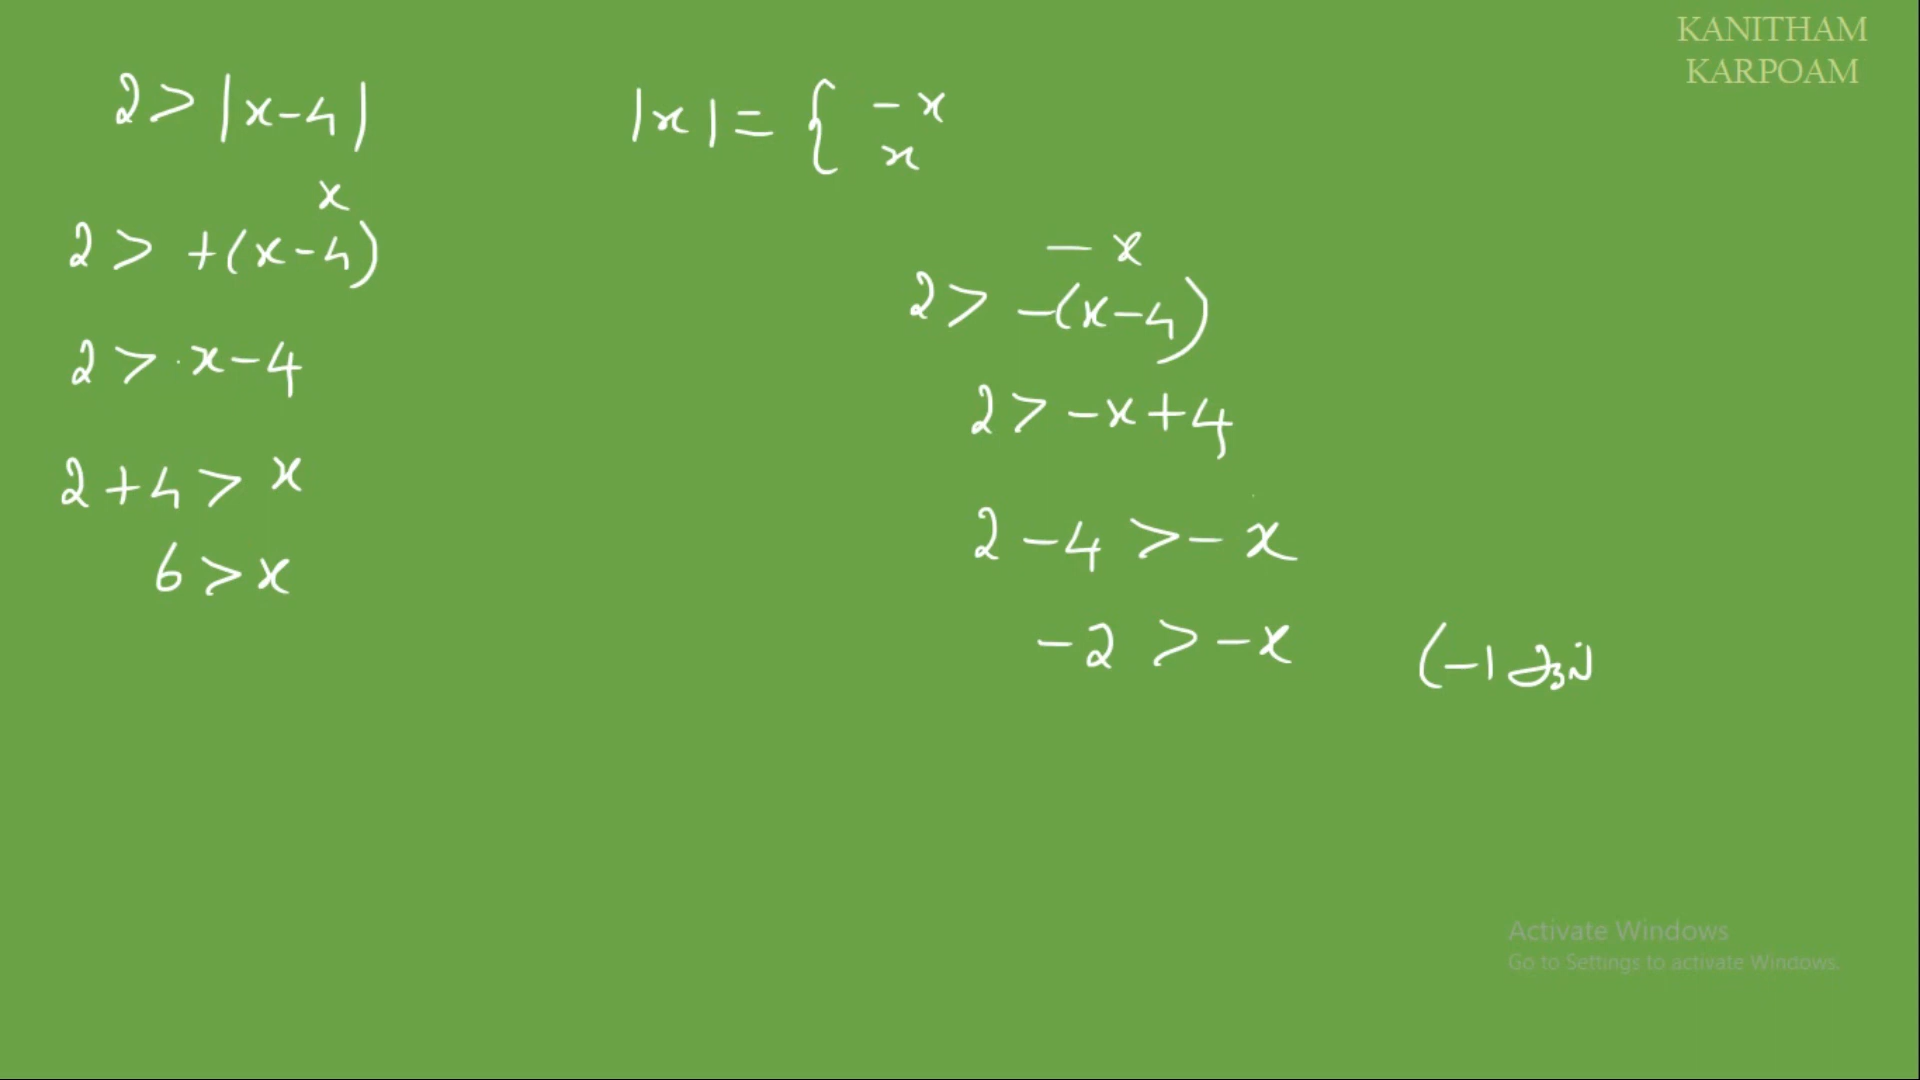 KANITHAM
KARPOAM
2 > |x-4|
|x| = { -x
x
x
2 > +(x-4)
2 > x-4
2+4 > x
6 > x
-x
2 > -(x-4)
2 > -x+4
2-4 > -x
-2 > -x (-1
Activate Windows
Go to Settings to activate Windows.